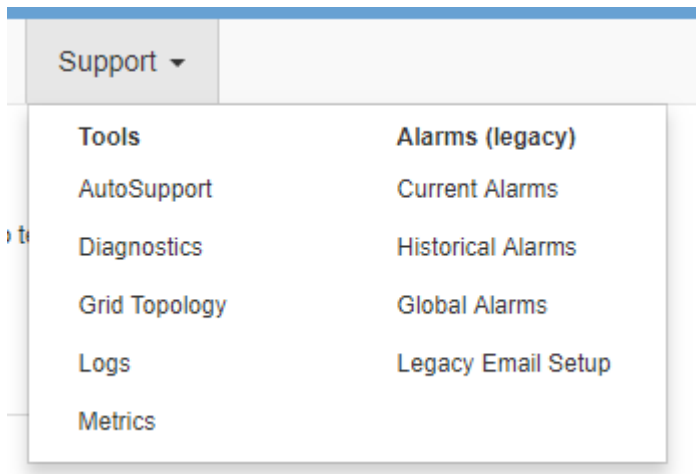 Support
Tools
AutoSupport
Diagnostics
Grid Topology
Logs
Metrics
Alarms (legacy)
Current Alarms
Historical Alarms
Global Alarms
Legacy Email Setup